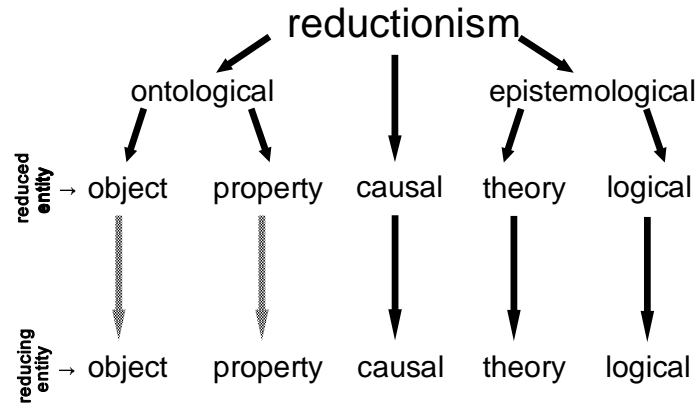 reductionism
ontological epistemological
reduced
entity → object property causal theory logical
reducing
entity → object property causal theory logical